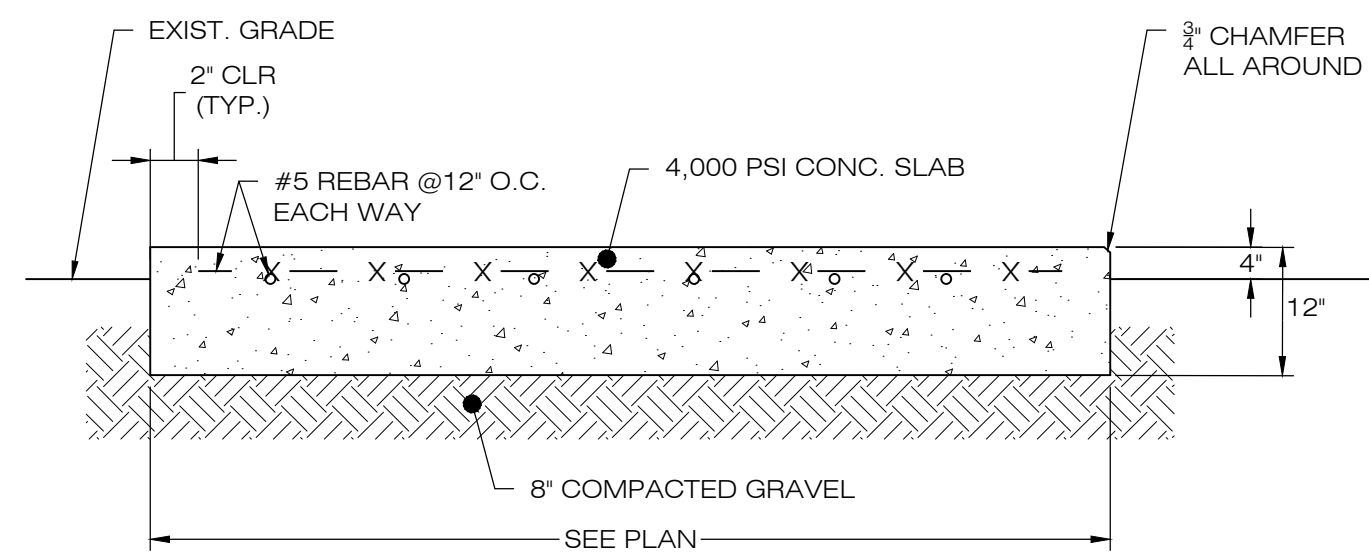 EXIST. GRADE
2" CLR
(TYP.)
#5 REBAR @12" O.C.
EACH WAY
4,000 PSI CONC. SLAB
3/4" CHAMFER
ALL AROUND
4"
12"
8" COMPACTED GRAVEL
SEE PLAN